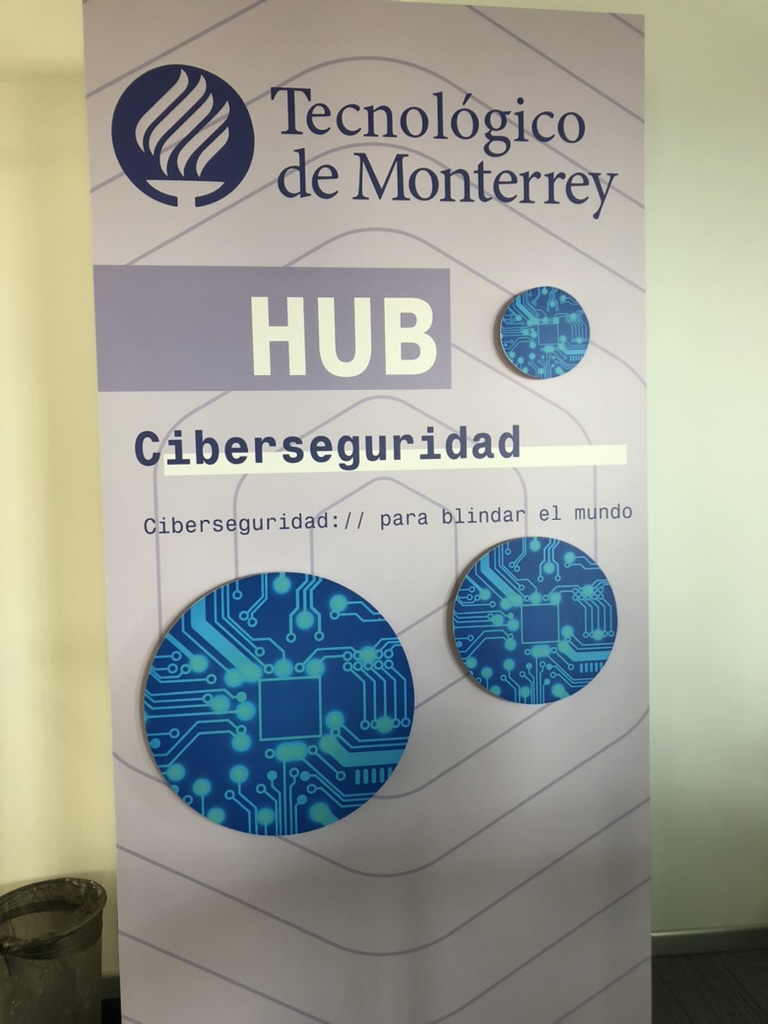 Tecnológico
de Monterrey
HUB
Ciberseguridad
Ciberseguridad:// para blindar el mundo